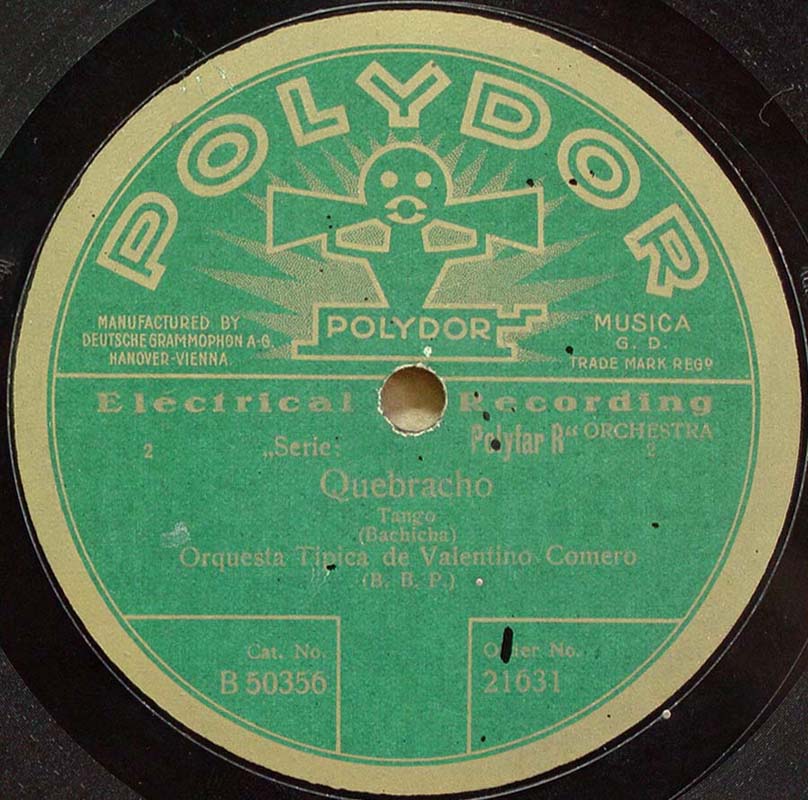 POLYDOR
POLYDOR
MANUFACTURED BY
DEUTSCHE GRAMMOPHON A-G.
HANOVER-VIENNA.
MUSICA
G. D.
TRADE MARK REGD
Electrical Recording
2 „Serie: Polyfar R“ ORCHESTRA
2
Quebracho
Tango
(Bachicha)
Orquesta Tipica de Valentino Comero
(B. B. P.)
Cat. No.
B 50356
Order No.
21631